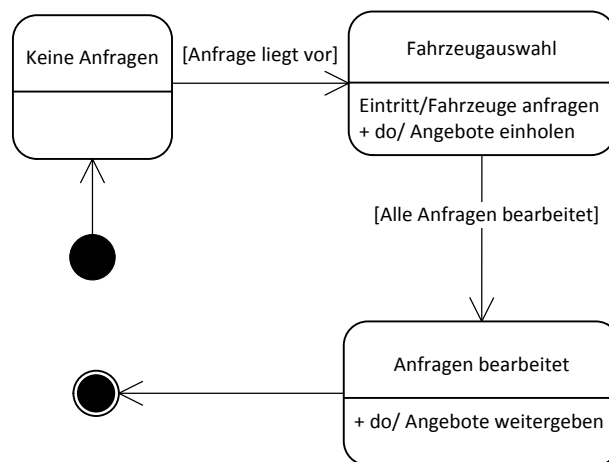 Keine Anfragen
[Anfrage liegt vor]
Fahrzeugauswahl
Eintritt/Fahrzeuge anfragen
+ do/ Angebote einholen
[Alle Anfragen bearbeitet]
Anfragen bearbeitet
+ do/ Angebote weitergeben